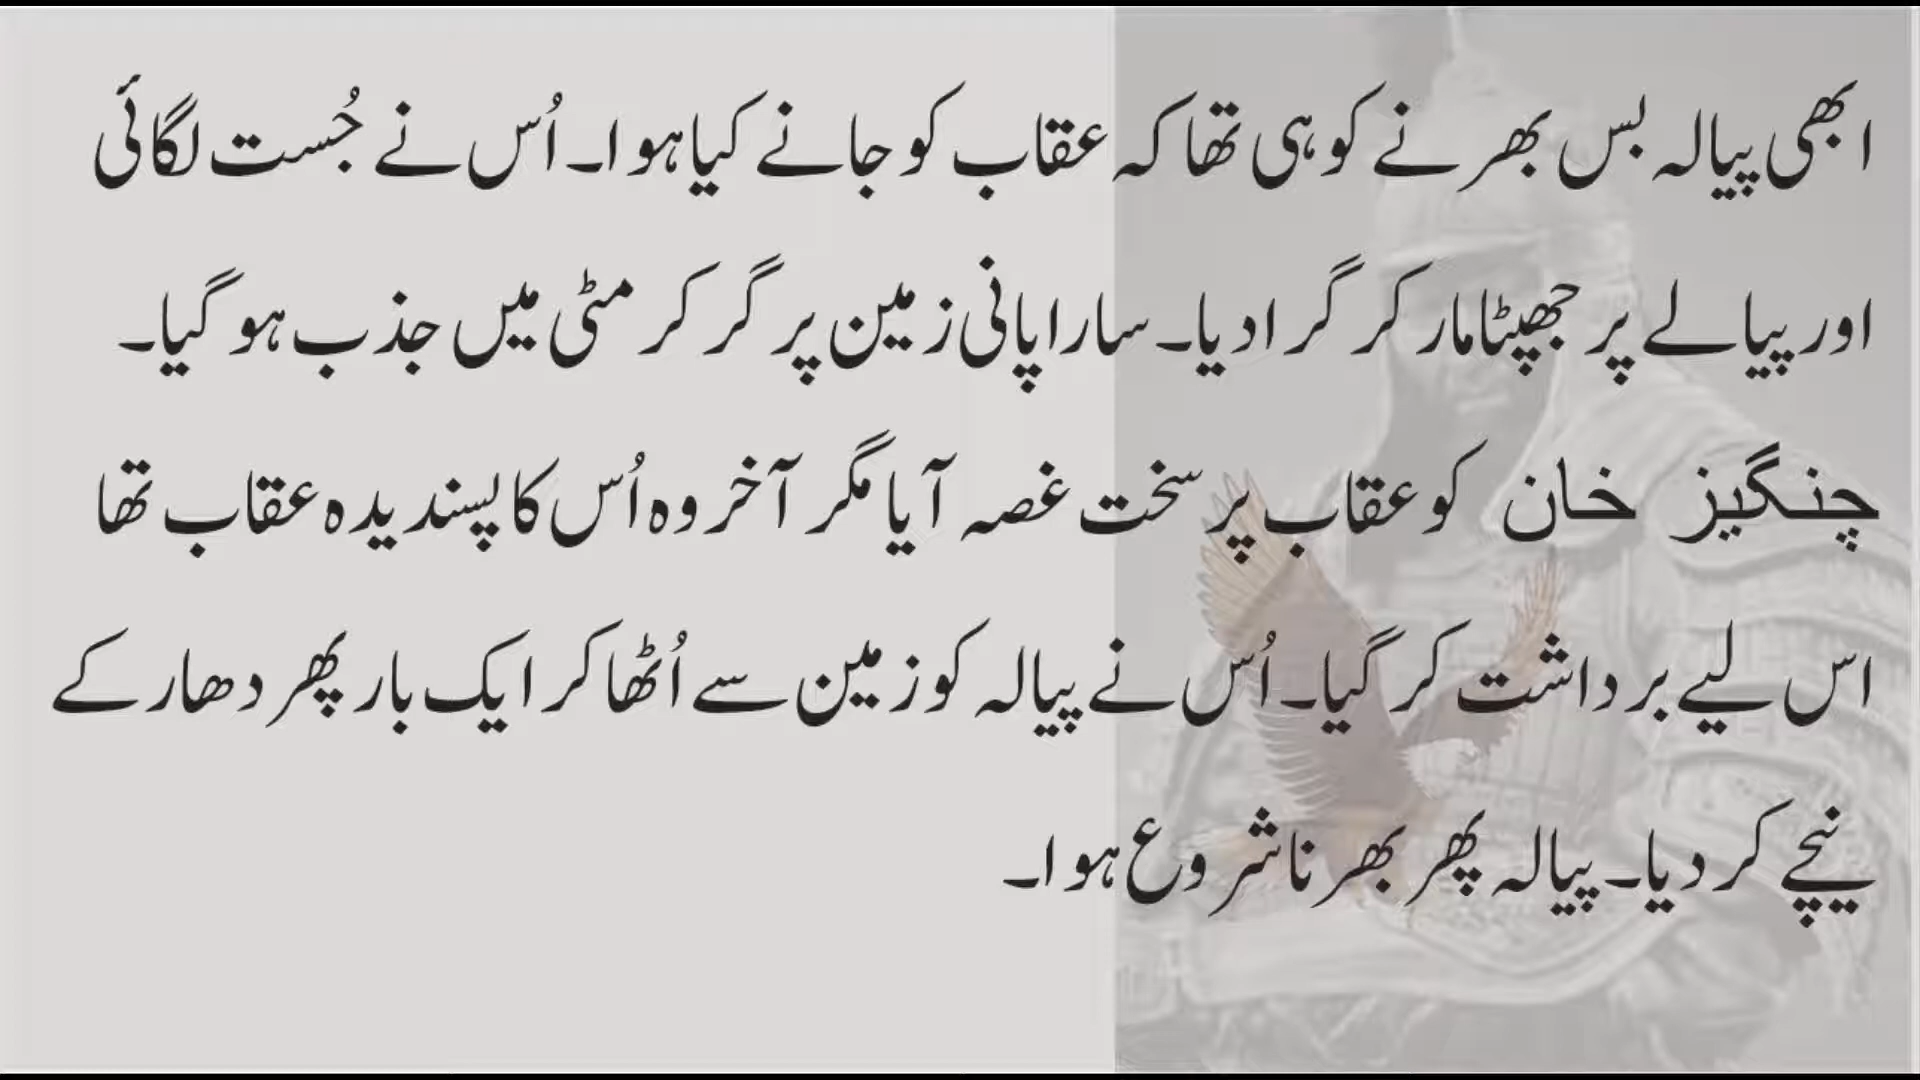 ابھی پیالہ بس بھرنے کو ہی تھا کہ عقاب کو جانے کیا ہوا۔ اُس نے جُست لگائی
اور پیالے پر جھپٹا مار کر گرا دیا۔ سارا پانی زمین پر گر کر مٹی میں جذب ہو گیا۔
چنگیز خان کو عقاب پر سخت غصہ آیا مگر آخر وہ اُس کا پسندیدہ عقاب تھا
اس لیے برداشت کر گیا۔ اُس نے پیالہ کو زمین سے اُٹھا کر ایک بار پھر دھار کے
نیچے کر دیا۔ پیالہ پھر بھرنا شروع ہوا۔